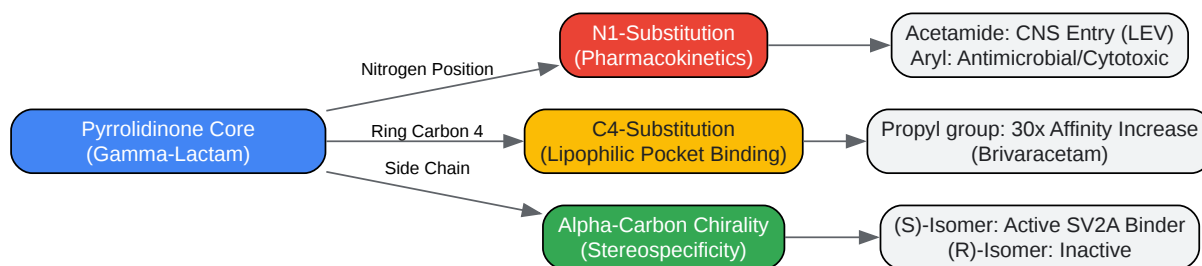 Pyrrolidinone Core
(Gamma-Lactam)
Nitrogen Position
Ring Carbon 4
Side Chain
N1-Substitution
(Pharmacokinetics)
C4-Substitution
(Lipophilic Pocket Binding)
Alpha-Carbon Chirality
(Stereospecificity)
Acetamide: CNS Entry (LEV)
Aryl: Antimicrobial/Cytotoxic
Propyl group: 30x Affinity Increase
(Brivaracetam)
(S)-Isomer: Active SV2A Binder
(R)-Isomer: Inactive